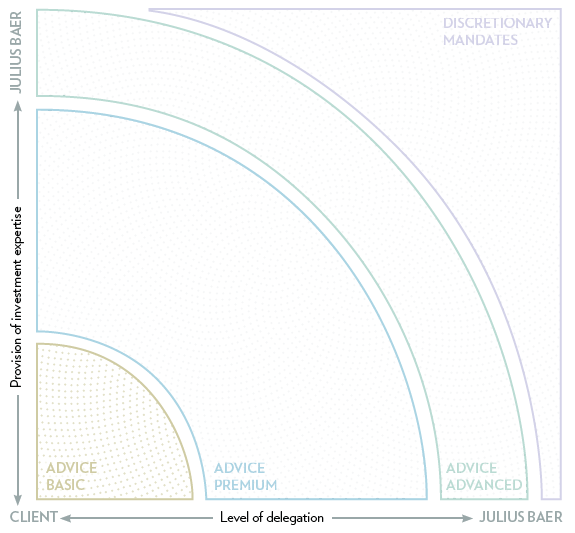 JULIUS BAER
DISCRETIONARY
MANDATES
Provision of investment expertise
ADVICE
BASIC
ADVICE
PREMIUM
ADVICE
ADVANCED
CLIENT
Level of delegation
JULIUS BAER